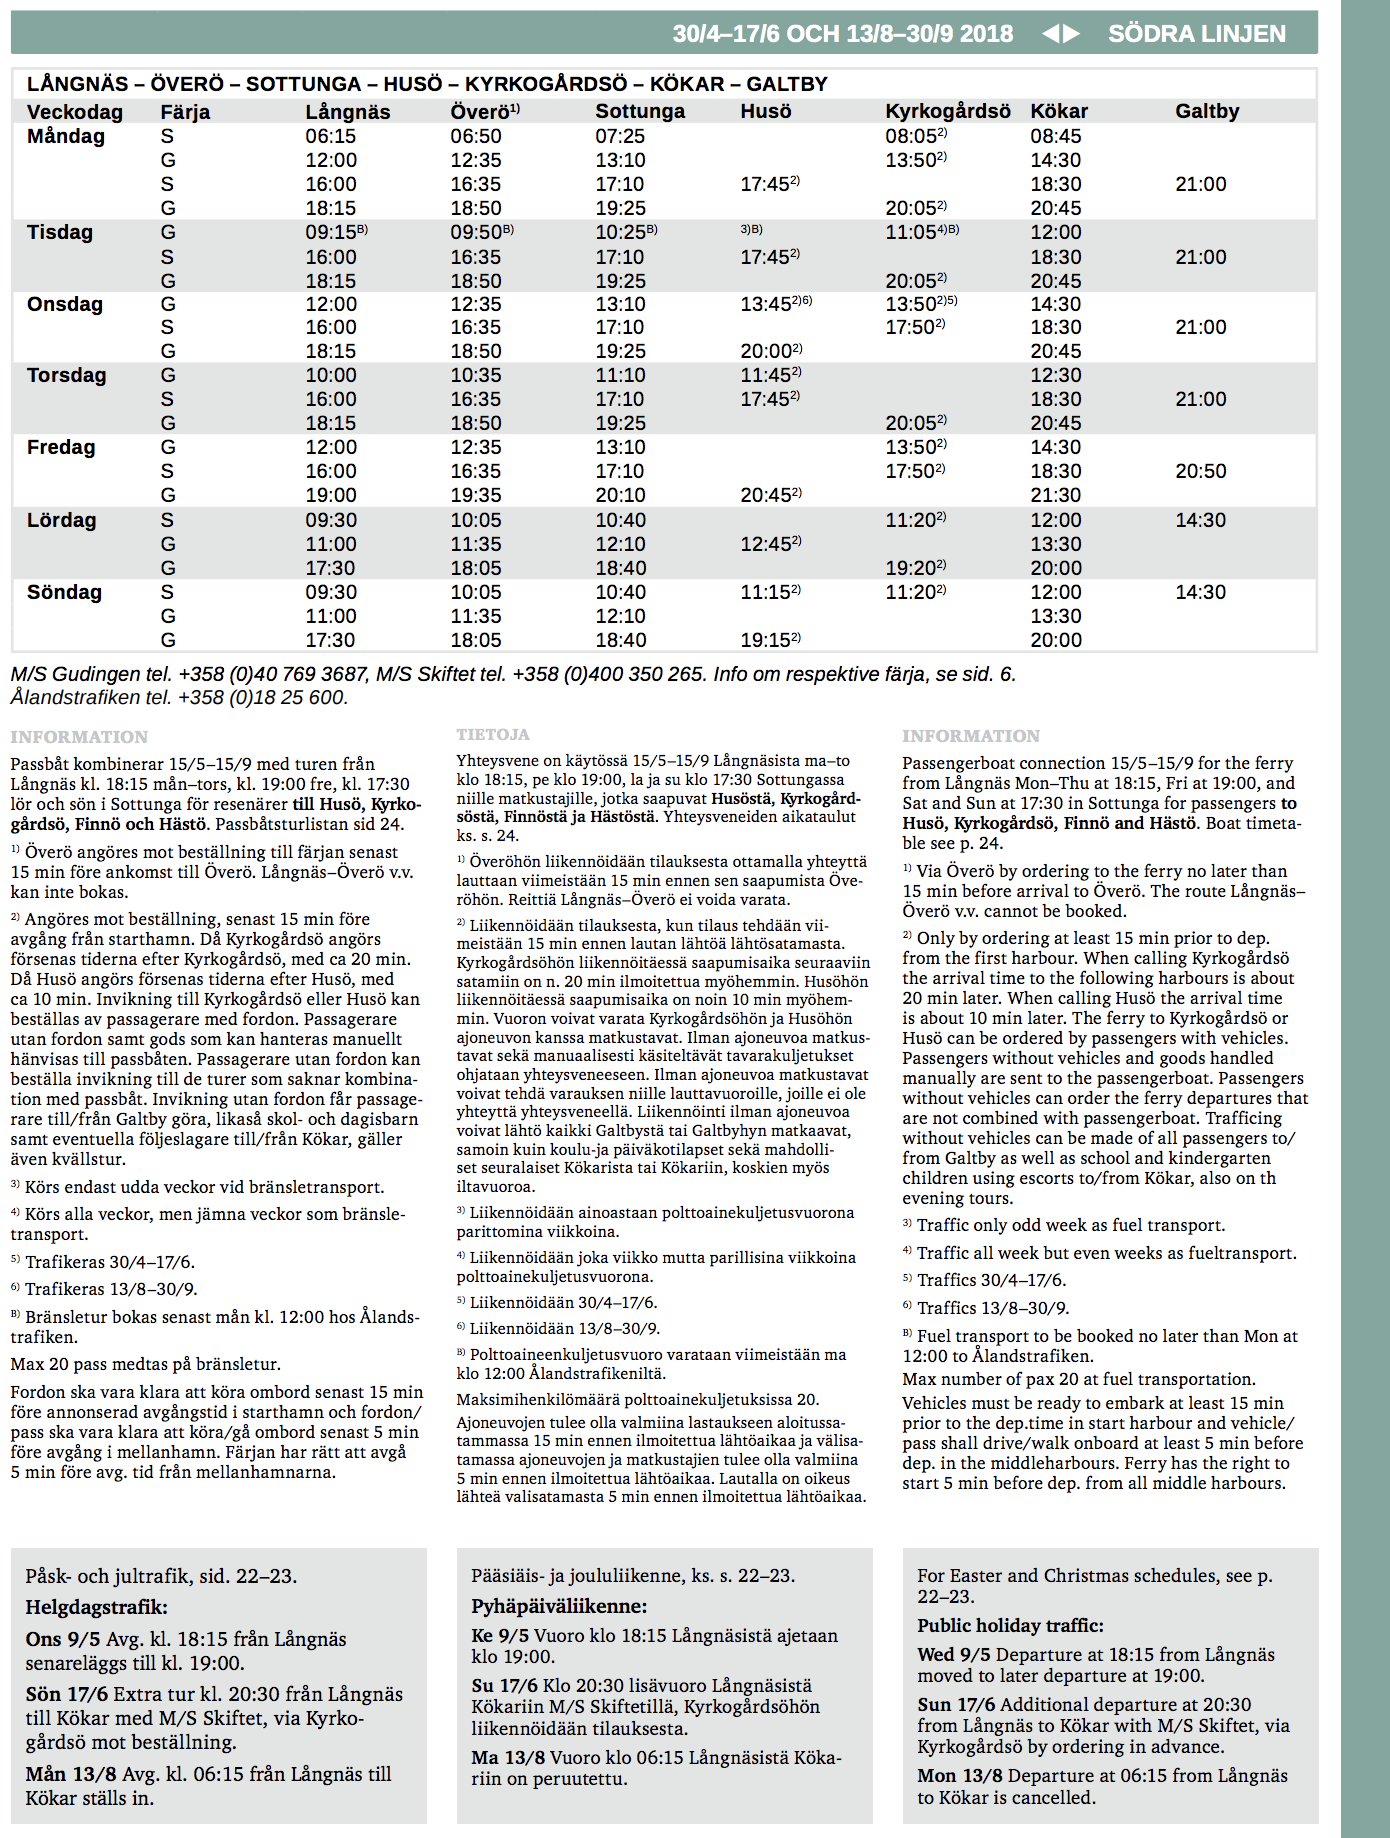 30/4–17/6 OCH 13/8–30/9 2018 ◀▶ SÖDRA LINJEN
LÅNGNÄS – ÖVERÖ – SOTTUNGA – HUSÖ – KYRKOGÅRDSÖ – KÖKAR – GALTBY
Veckodag Färja Långnäs Överö1) Sottunga Husö Kyrkogårdsö Kökar Galtby
Måndag S 06:15 06:50 07:25 08:052) 08:45
G 12:00 12:35 13:10 13:502) 14:30
S 16:00 16:35 17:10 17:452) 18:30 21:00
G 18:15 18:50 19:25 20:052) 20:45
Tisdag G 09:15B) 09:50B) 10:25B) 3)B) 11:054)B) 12:00
S 16:00 16:35 17:10 17:452) 18:30 21:00
G 18:15 18:50 19:25 20:052) 20:45
Onsdag G 12:00 12:35 13:10 13:452)6) 13:502)5) 14:30
S 16:00 16:35 17:10 17:502) 18:30 21:00
G 18:15 18:50 19:25 20:002) 20:45
Torsdag G 10:00 10:35 11:10 11:452) 12:30
S 16:00 16:35 17:10 17:452) 18:30 21:00
G 18:15 18:50 19:25 20:052) 20:45
Fredag G 12:00 12:35 13:10 13:502) 14:30
S 16:00 16:35 17:10 17:502) 18:30 20:50
G 19:00 19:35 20:10 20:452) 21:30
Lördag S 09:30 10:05 10:40 11:202) 12:00 14:30
G 11:00 11:35 12:10 12:452) 13:30
G 17:30 18:05 18:40 19:202) 20:00
Söndag S 09:30 10:05 10:40 11:152) 11:202) 12:00 14:30
G 11:00 11:35 12:10 13:30
G 17:30 18:05 18:40 19:152) 20:00
M/S Gudingen tel. +358 (0)40 769 3687, M/S Skiftet tel. +358 (0)400 350 265. Info om respektive färja, se sid. 6.
Ålandstrafiken tel. +358 (0)18 25 600.
INFORMATION
Passbåt kombinerar 15/5–15/9 med turen från
Långnäs kl. 18:15 mån–tors, kl. 19:00 fre, kl. 17:30
lör och sön i Sottunga för resenärer till Husö, Kyrko-
gårdsö, Finnö och Hästö. Passbåtsturlistan sid 24.
1) Överö angöres mot beställning till färjan senast
15 min före ankomst till Överö. Långnäs–Överö v.v.
kan inte bokas.
2) Angöres mot beställning, senast 15 min före
avgång från starthamn. Då Kyrkogårdsö angörs
försenas tiderna efter Kyrkogårdsö, med ca 20 min.
Då Husö angörs försenas tiderna efter Husö, med
ca 10 min. Invikning till Kyrkogårdsö eller Husö kan
beställas av passagerare med fordon. Passagerare
utan fordon samt gods som kan hanteras manuellt
hänvisas till passbåten. Passagerare utan fordon kan
beställa invikning till de turer som saknar kombina-
tion med passbåt. Invikning utan fordon får passage-
rare till/från Galtby göra, likaså skol- och dagisbarn
samt eventuella följeslagare till/från Kökar, gäller
även kvällstur.
3) Körs endast udda veckor vid bränsletransport.
4) Körs alla veckor, men jämna veckor som bränsle-
transport.
5) Trafikeras 30/4–17/6.
6) Trafikeras 13/8–30/9.
B) Bränsletur bokas senast mån kl. 12:00 hos Ålands-
trafiken.
Max 20 pass medtas på bränsletur.
Fordon ska vara klara att köra ombord senast 15 min
före annonserad avgångstid i starthamn och fordon/
pass ska vara klara att köra/gå ombord senast 5 min
före avgång i mellanhamn. Färjan har rätt att avgå
5 min före avg. tid från mellanhamnarna.
TIETOJA
Yhteysvene on käytössä 15/5–15/9 Långnäsista ma–to
klo 18:15, pe klo 19:00, la ja su klo 17:30 Sottungassa
niille matkustajille, jotka saapuvat Husöstä, Kyrkogård-
söstä, Finnöstä ja Hästöstä. Yhteysveneiden aikataulut
ks. s. 24.
1) Överöhön liikennöidään tilauksesta ottamalla yhteyttä
lauttaan viimeistään 15 min ennen sen saapumista Öve-
röhön. Reittiä Långnäs–Överö ei voida varata.
2) Liikennöidään tilauksesta, kun tilaus tehdään vii-
meistään 15 min ennen lautan lähtöä lähtösatamasta.
Kyrkogårdsöhön liikennöitäessä saapumisaika seuraaviin
satamiin on n. 20 min ilmoitettua myöhemmin. Husöhön
liikennöitäessä saapumisaika on noin 10 min myöhem-
min. Vuoron voivat varata Kyrkogårdsöhön ja Husöhön
ajoneuvon kanssa matkustavat. Ilman ajoneuvoa matkus-
tavat sekä manuaalisesti käsiteltävät tavarakuljetukset
ohjataan yhteysveneeseen. Ilman ajoneuvoa matkustavat
voivat tehdä varauksen niille lauttavuoroille, joille ei ole
yhteyttä yhteysveneellä. Liikennöinti ilman ajoneuvoa
voivat lähtö kaikki Galtbystä tai Galtbyhyn matkaavat,
samoin kuin koulu-ja päiväkotilapset sekä mahdolli-
set seuralaiset Kökarista tai Kökariin, koskien myös
iltavuoroa.
3) Liikennöidään ainoastaan polttoainekuljetusvuorona
parittomina viikkoina.
4) Liikennöidään joka viikko mutta parillisina viikkoina
polttoainekuljetusvuorona.
5) Liikennöidään 30/4–17/6.
6) Liikennöidään 13/8–30/9.
B) Polttoaineenkuljetusvuoro varataan viimeistään ma
klo 12:00 Ålandstrafikeniltä.
Maksimihenkilömäärä polttoainekuljetuksissa 20.
Ajoneuvojen tulee olla valmiina lastaukseen aloitussa-
tammassa 15 min ennen ilmoitettua lähtöaikaa ja välisa-
tamassa ajoneuvojen ja matkustajien tulee olla valmiina
5 min ennen ilmoitettua lähtöaikaa. Lautalla on oikeus
lähteä valisatamasta 5 min ennen ilmoitettua lähtöaikaa.
INFORMATION
Passengerboat connection 15/5–15/9 for the ferry
from Långnäs Mon–Thu at 18:15, Fri at 19:00, and
Sat and Sun at 17:30 in Sottunga for passengers to
Husö, Kyrkogårdsö, Finnö and Hästö. Boat timeta-
ble see p. 24.
1) Via Överö by ordering to the ferry no later than
15 min before arrival to Överö. The route Långnäs–
Överö v.v. cannot be booked.
2) Only by ordering at least 15 min prior to dep.
from the first harbour. When calling Kyrkogårdsö
the arrival time to the following harbours is about
20 min later. When calling Husö the arrival time
is about 10 min later. The ferry to Kyrkogårdsö or
Husö can be ordered by passengers with vehicles.
Passengers without vehicles and goods handled
manually are sent to the passengerboat. Passengers
without vehicles can order the ferry departures that
are not combined with passengerboat. Trafficing
without vehicles can be made of all passengers to/
from Galtby as well as school and kindergarten
children using escorts to/from Kökar, also on th
evening tours.
3) Traffic only odd week as fuel transport.
4) Traffic all week but even weeks as fueltransport.
5) Traffics 30/4–17/6.
6) Traffics 13/8–30/9.
B) Fuel transport to be booked no later than Mon at
12:00 to Ålandstrafiken.
Max number of pax 20 at fuel transportation.
Vehicles must be ready to embark at least 15 min
prior to the dep.time in start harbour and vehicle/
pass shall drive/walk onboard at least 5 min before
dep. in the middleharbours. Ferry has the right to
start 5 min before dep. from all middle harbours.
Påsk- och jultrafik, sid. 22–23.
Helgdagstrafik:
Ons 9/5 Avg. kl. 18:15 från Långnäs
senareläggs till kl. 19:00.
Sön 17/6 Extra tur kl. 20:30 från Långnäs
till Kökar med M/S Skiftet, via Kyrko-
gårdsö mot beställning.
Mån 13/8 Avg. kl. 06:15 från Långnäs till
Kökar ställs in.
Pääsiäis- ja joululiikenne, ks. s. 22–23.
Pyhäpäiväliikenne:
Ke 9/5 Vuoro klo 18:15 Långnäsistä ajetaan
klo 19:00.
Su 17/6 Klo 20:30 lisävuoro Långnäsistä
Kökariin M/S Skiftetillä, Kyrkogårdsöhön
liikennöidään tilauksesta.
Ma 13/8 Vuoro klo 06:15 Långnäsistä Köka-
riin on peruutettu.
For Easter and Christmas schedules, see p.
22–23.
Public holiday traffic:
Wed 9/5 Departure at 18:15 from Långnäs
moved to later departure at 19:00.
Sun 17/6 Additional departure at 20:30
from Långnäs to Kökar with M/S Skiftet, via
Kyrkogårdsö by ordering in advance.
Mon 13/8 Departure at 06:15 from Långnäs
to Kökar is cancelled.